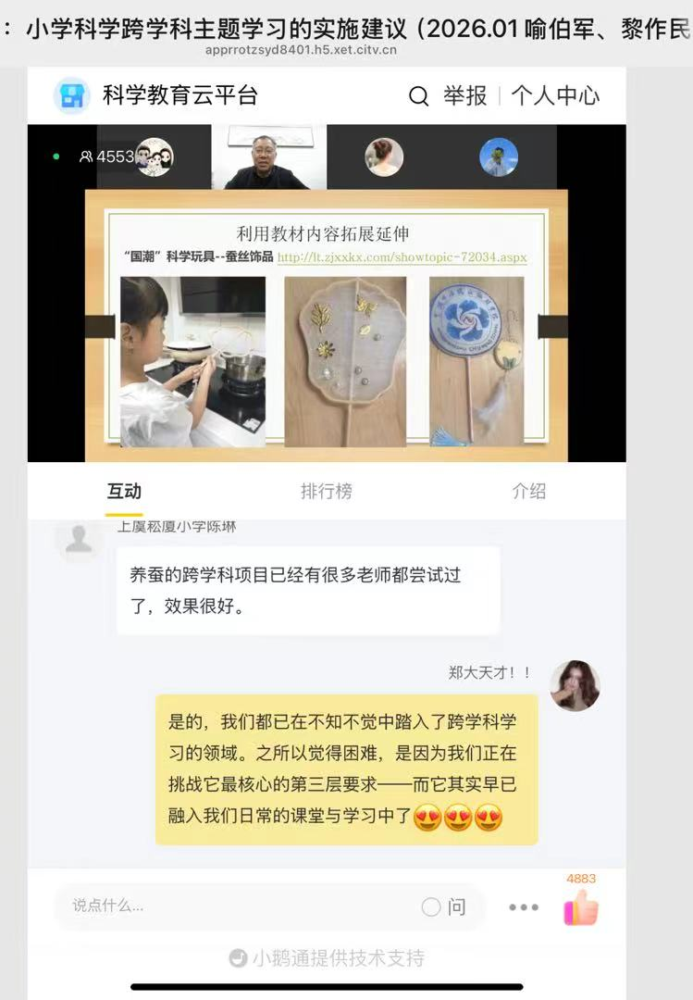 ：小学科学跨学科主题学习的实施建议（2026.01喻伯军、黎作民
apprrotzsyd8401.h5.xet.citv.cn
科学教育云平台
举报
个人中心
4553
利用教材内容拓展延伸
“国潮”科学玩具--蚕丝饰品 http://lt.zjxxkx.com/showtopic-72034.aspx
互动
排行榜
介绍
上虞崧厦小学陈琳
养蚕的跨学科项目已经有很多老师都尝试过
了，效果很好。
郑大天才！！
是的，我们都已在不知不觉中踏入了跨学科学
习的领域。之所以觉得困难，是因为我们正在
挑战它最核心的第三层要求——而它其实早已
融入我们日常的课堂与学习中了😍😍😍
4883
说点什么...
问
小鹅通提供技术支持